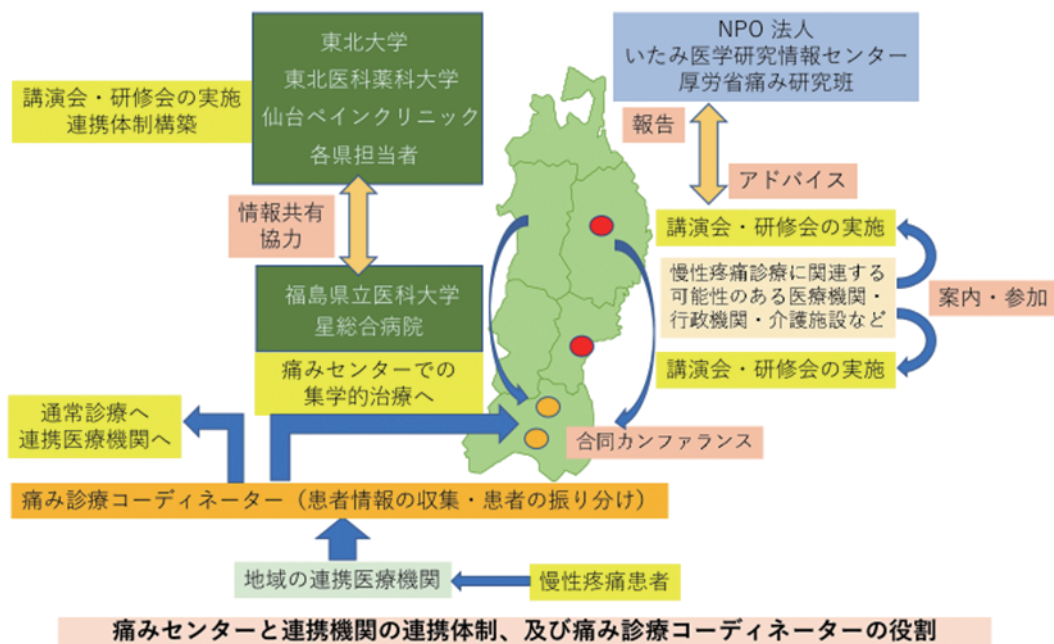 東北大学
東北医科薬科大学
仙台ペインクリニック
各県担当者
講演会・研修会の実施
連携体制構築
情報共有
協力
福島県立医科大学
星総合病院
痛みセンターでの
集学的治療へ
NPO 法人
いたみ医学研究情報センター
厚労省痛み研究班
報告
アドバイス
講演会・研修会の実施
慢性疼痛診療に関連する
可能性のある医療機関・
行政機関・介護施設など
案内・参加
講演会・研修会の実施
合同カンファランス
通常診療へ
連携医療機関へ
痛み診療コーディネーター（患者情報の収集・患者の振り分け）
地域の連携医療機関
慢性疼痛患者
痛みセンターと連携機関の連携体制、及び痛み診療コーディネーターの役割